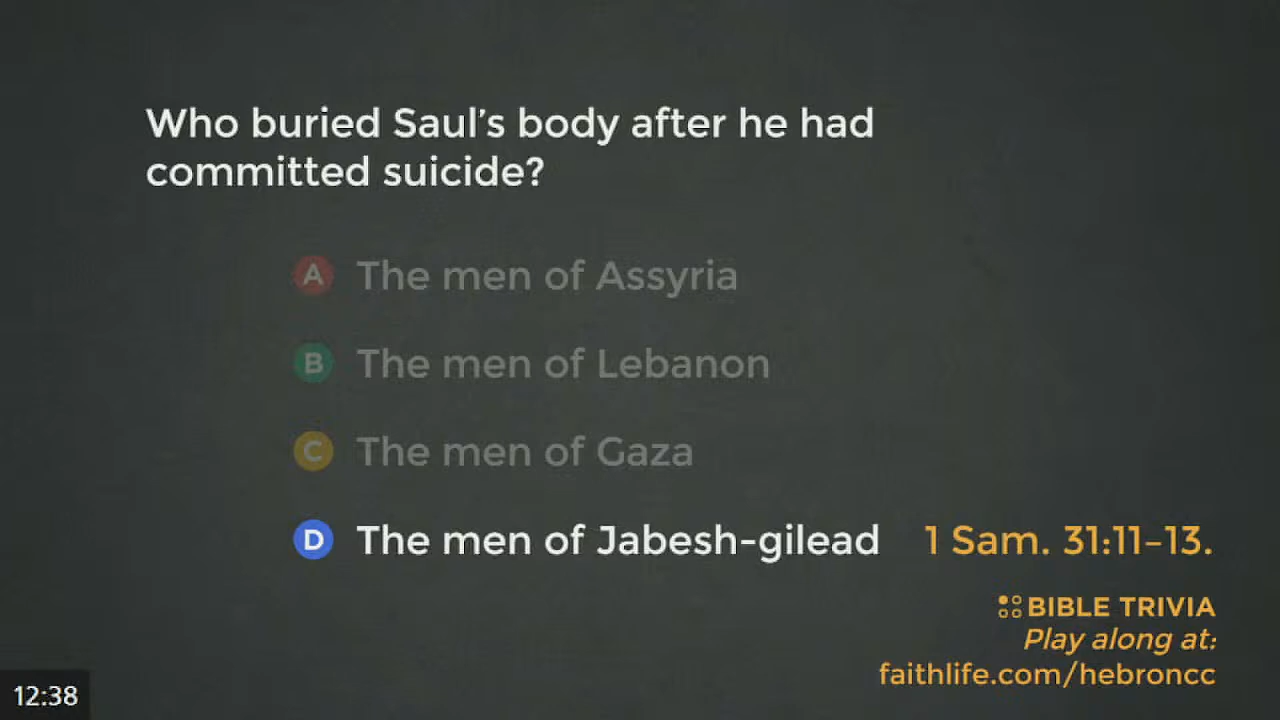 Who buried Saul’s body after he had
committed suicide?
A The men of Assyria
B The men of Lebanon
C The men of Gaza
D The men of Jabesh-gilead 1 Sam. 31:11–13.
BIBLE TRIVIA
Play along at:
faithlife.com/hebroncc
12:38